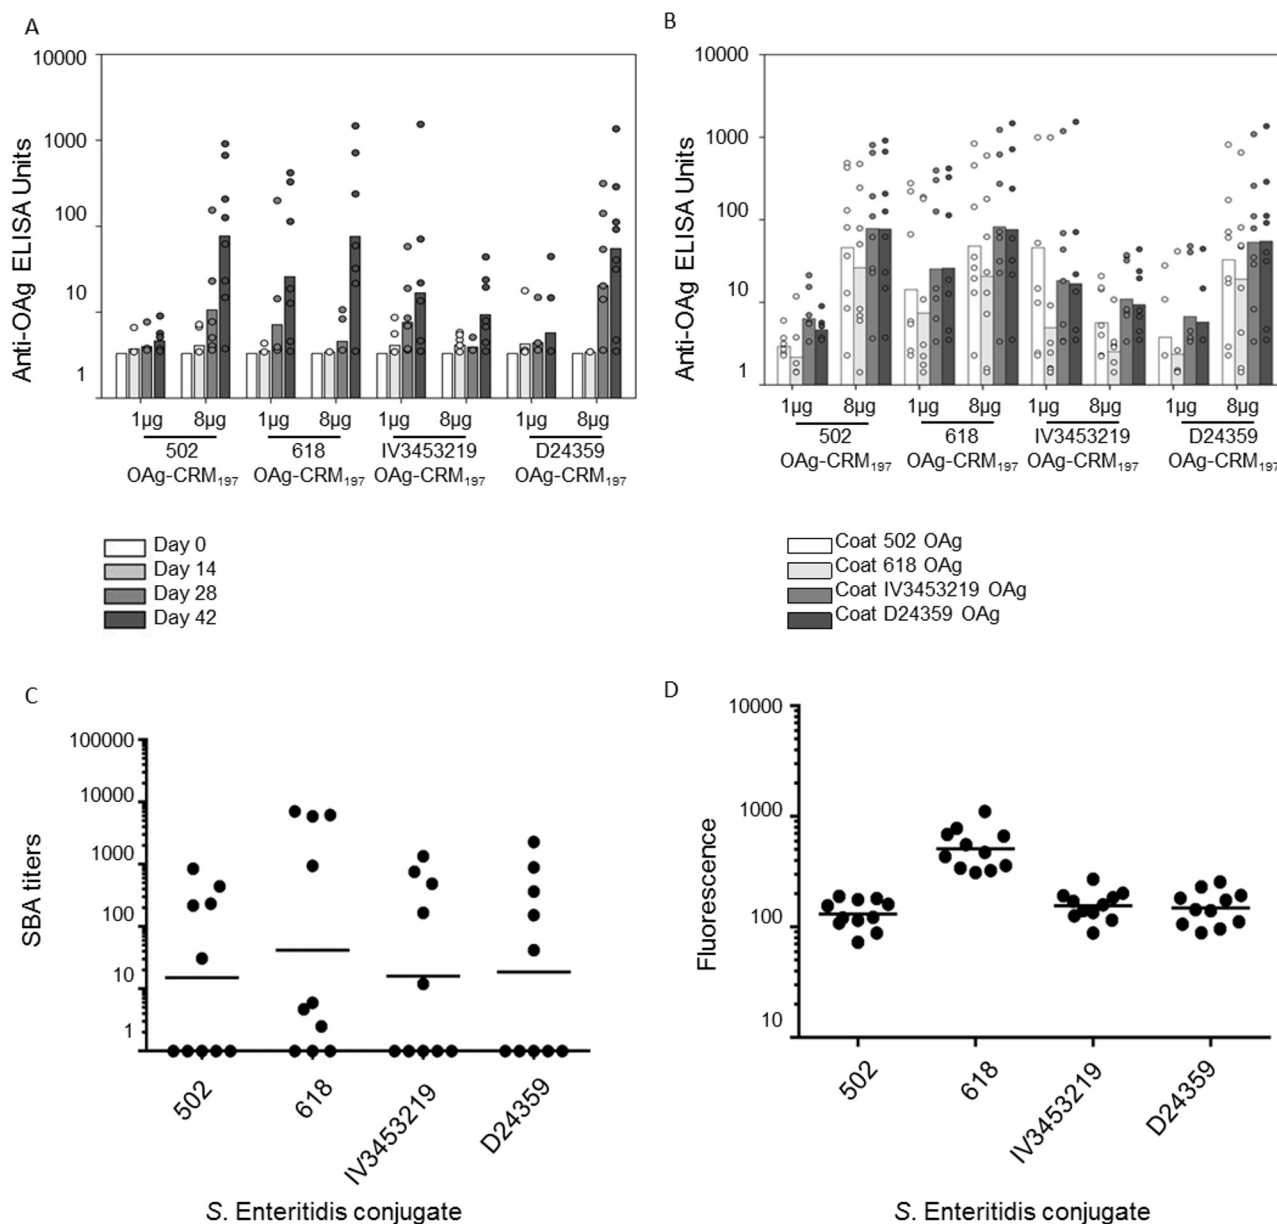 A
10000
1000
100
10
1
Anti-OAg ELISA Units
1µg 8µg 1µg 8µg 1µg 8µg 1µg 8µg
502 618 IV3453219 D24359
OAg-CRM197 OAg-CRM197 OAg-CRM197 OAg-CRM197
Day 0
Day 14
Day 28
Day 42
B
10000
1000
100
10
1
Anti-OAg ELISA Units
1µg 8µg 1µg 8µg 1µg 8µg 1µg 8µg
502 618 IV3453219 D24359
OAg-CRM197 OAg-CRM197 OAg-CRM197 OAg-CRM197
Coat 502 OAg
Coat 618 OAg
Coat IV3453219 OAg
Coat D24359 OAg
C
100000
10000
1000
100
10
1
SBA titers
502 618 IV3453219 D24359
S. Enteritidis conjugate
D
10000
1000
100
10
Fluorescence
502 618 IV3453219 D24359
S. Enteritidis conjugate